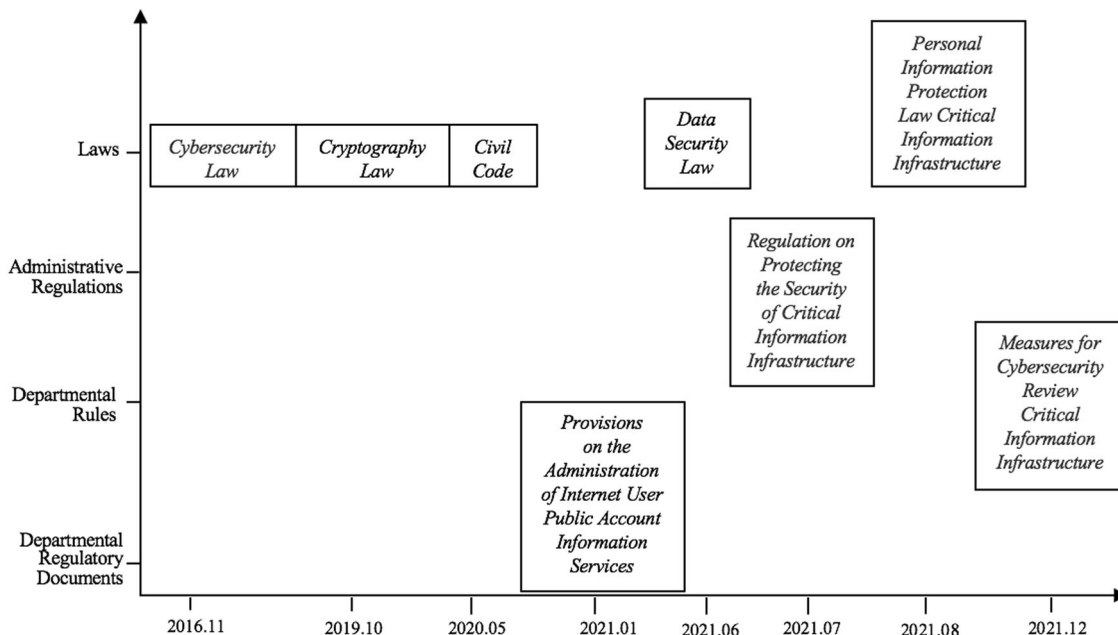 Laws
Administrative
Regulations
Departmental
Rules
Departmental
Regulatory
Documents
Cybersecurity
Law
Cryptography
Law
Civil
Code
Data
Security
Law
Personal
Information
Protection
Law Critical
Information
Infrastructure
Regulation on
Protecting
the Security
of Critical
Information
Infrastructure
Measures for
Cybersecurity
Review
Critical
Information
Infrastructure
Provisions
on the
Administration
of Internet User
Public Account
Information
Services
2016.11
2019.10
2020.05
2021.01
2021.06
2021.07
2021.08
2021.12